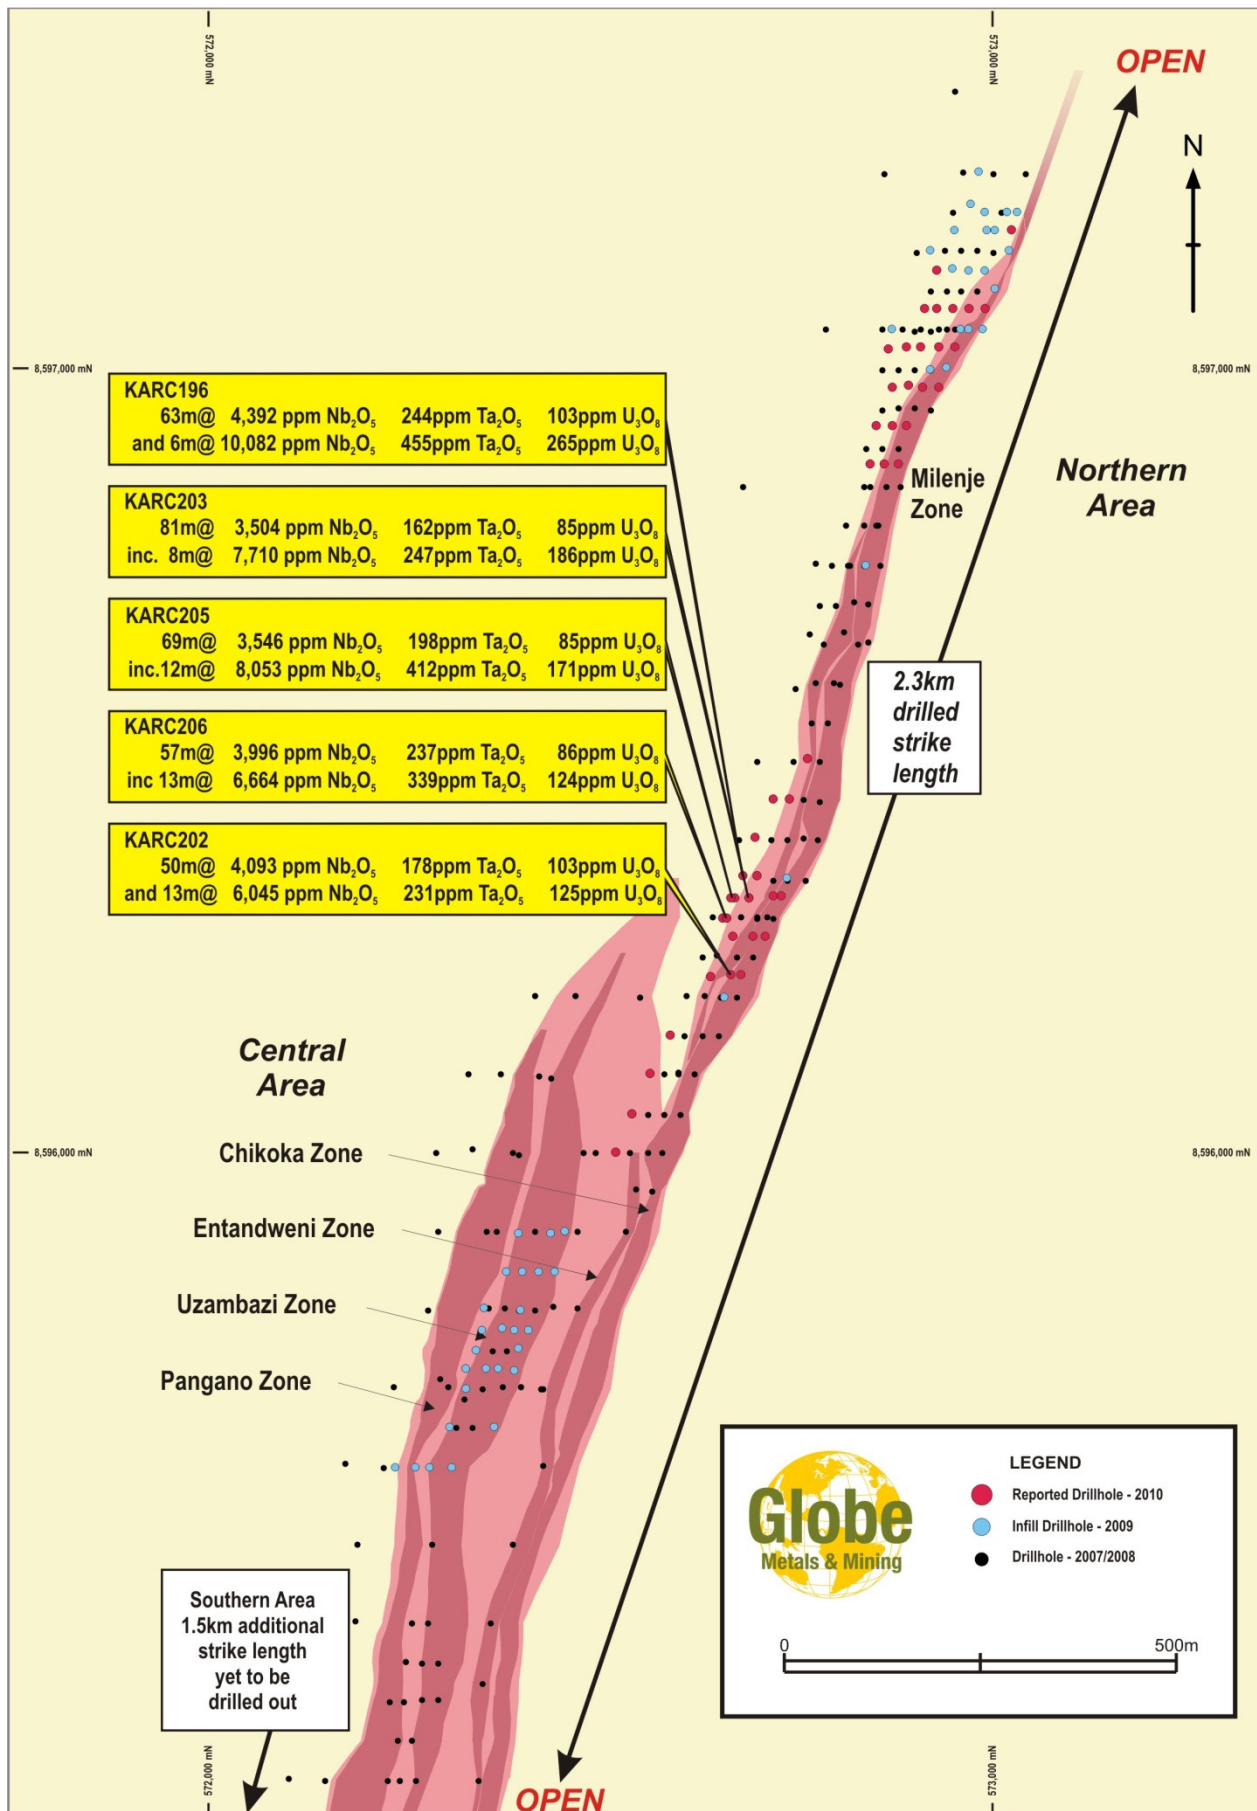 572,000 mN
573,000 mN
OPEN
N
8,597,000 mN
8,597,000 mN
KARC196
63m@ 4,392 ppm Nb₂O₅ 244ppm Ta₂O₅ 103ppm U₃O₈
and 6m@ 10,082 ppm Nb₂O₅ 455ppm Ta₂O₅ 265ppm U₃O₈
KARC203
81m@ 3,504 ppm Nb₂O₅ 162ppm Ta₂O₅ 85ppm U₃O₈
inc. 8m@ 7,710 ppm Nb₂O₅ 247ppm Ta₂O₅ 186ppm U₃O₈
KARC205
69m@ 3,546 ppm Nb₂O₅ 198ppm Ta₂O₅ 85ppm U₃O₈
inc.12m@ 8,053 ppm Nb₂O₅ 412ppm Ta₂O₅ 171ppm U₃O₈
KARC206
57m@ 3,996 ppm Nb₂O₅ 237ppm Ta₂O₅ 86ppm U₃O₈
inc 13m@ 6,664 ppm Nb₂O₅ 339ppm Ta₂O₅ 124ppm U₃O₈
KARC202
50m@ 4,093 ppm Nb₂O₅ 178ppm Ta₂O₅ 103ppm U₃O₈
and 13m@ 6,045 ppm Nb₂O₅ 231ppm Ta₂O₅ 125ppm U₃O₈
Milenje
Zone
Northern
Area
2.3km
drilled
strike
length
Central
Area
Chikoka Zone
8,596,000 mN
8,596,000 mN
Entandweni Zone
Uzambazi Zone
Pangano Zone
Southern Area
1.5km additional
strike length
yet to be
drilled out
Globe
Metals & Mining
LEGEND
Reported Drillhole - 2010
Infill Drillhole - 2009
Drillhole - 2007/2008
0
500m
572,000 mN
OPEN
573,000 mN